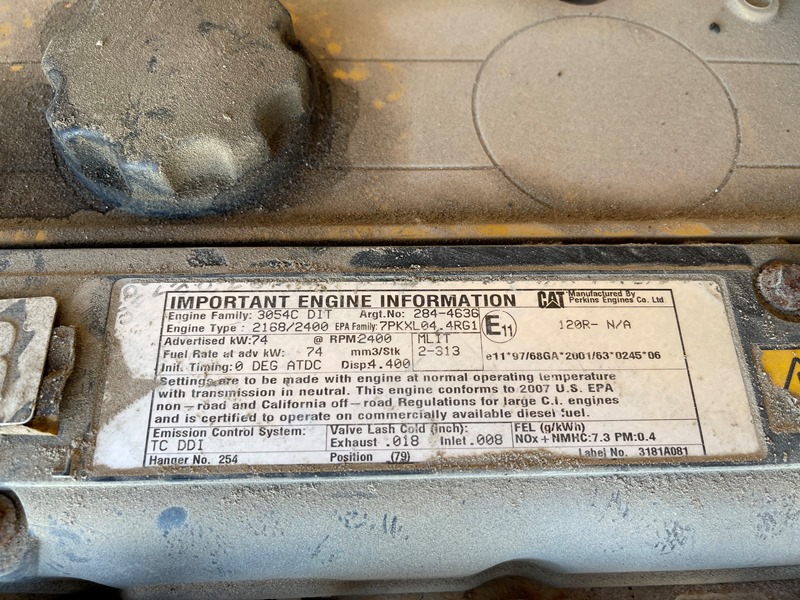 IMPORTANT ENGINE INFORMATION CAT Manufactured By Perkins Engines Co. Ltd
Engine Family: 3054C DIT Argt.No: 284-4636
Engine Type: 2168/2400 EPA Family: 7PKXL04.4RG1 E11 120R- N/A
Advertised kW: 74 @ RPM: 2400 MLIT
Fuel Rate at adv kW: 74 mm3/Stk 2-313 e11*97/68GA*2001/63*0245*06
Init. Timing: 0 DEG ATDC Disp: 4.400
Settings are to be made with engine at normal operating temperature
with transmission in neutral. This engine conforms to 2007 U.S. EPA
non-road and California off-road Regulations for large C.I. engines
and is certified to operate on commercially available diesel fuel.
Emission Control System: Valve Lash Cold (inch): FEL (g/kWh)
TC DDI Exhaust .018 Inlet .008 NOx+NMHC: 7.3 PM: 0.4
Hanger No. 254 Position (79) Label No. 3181A081